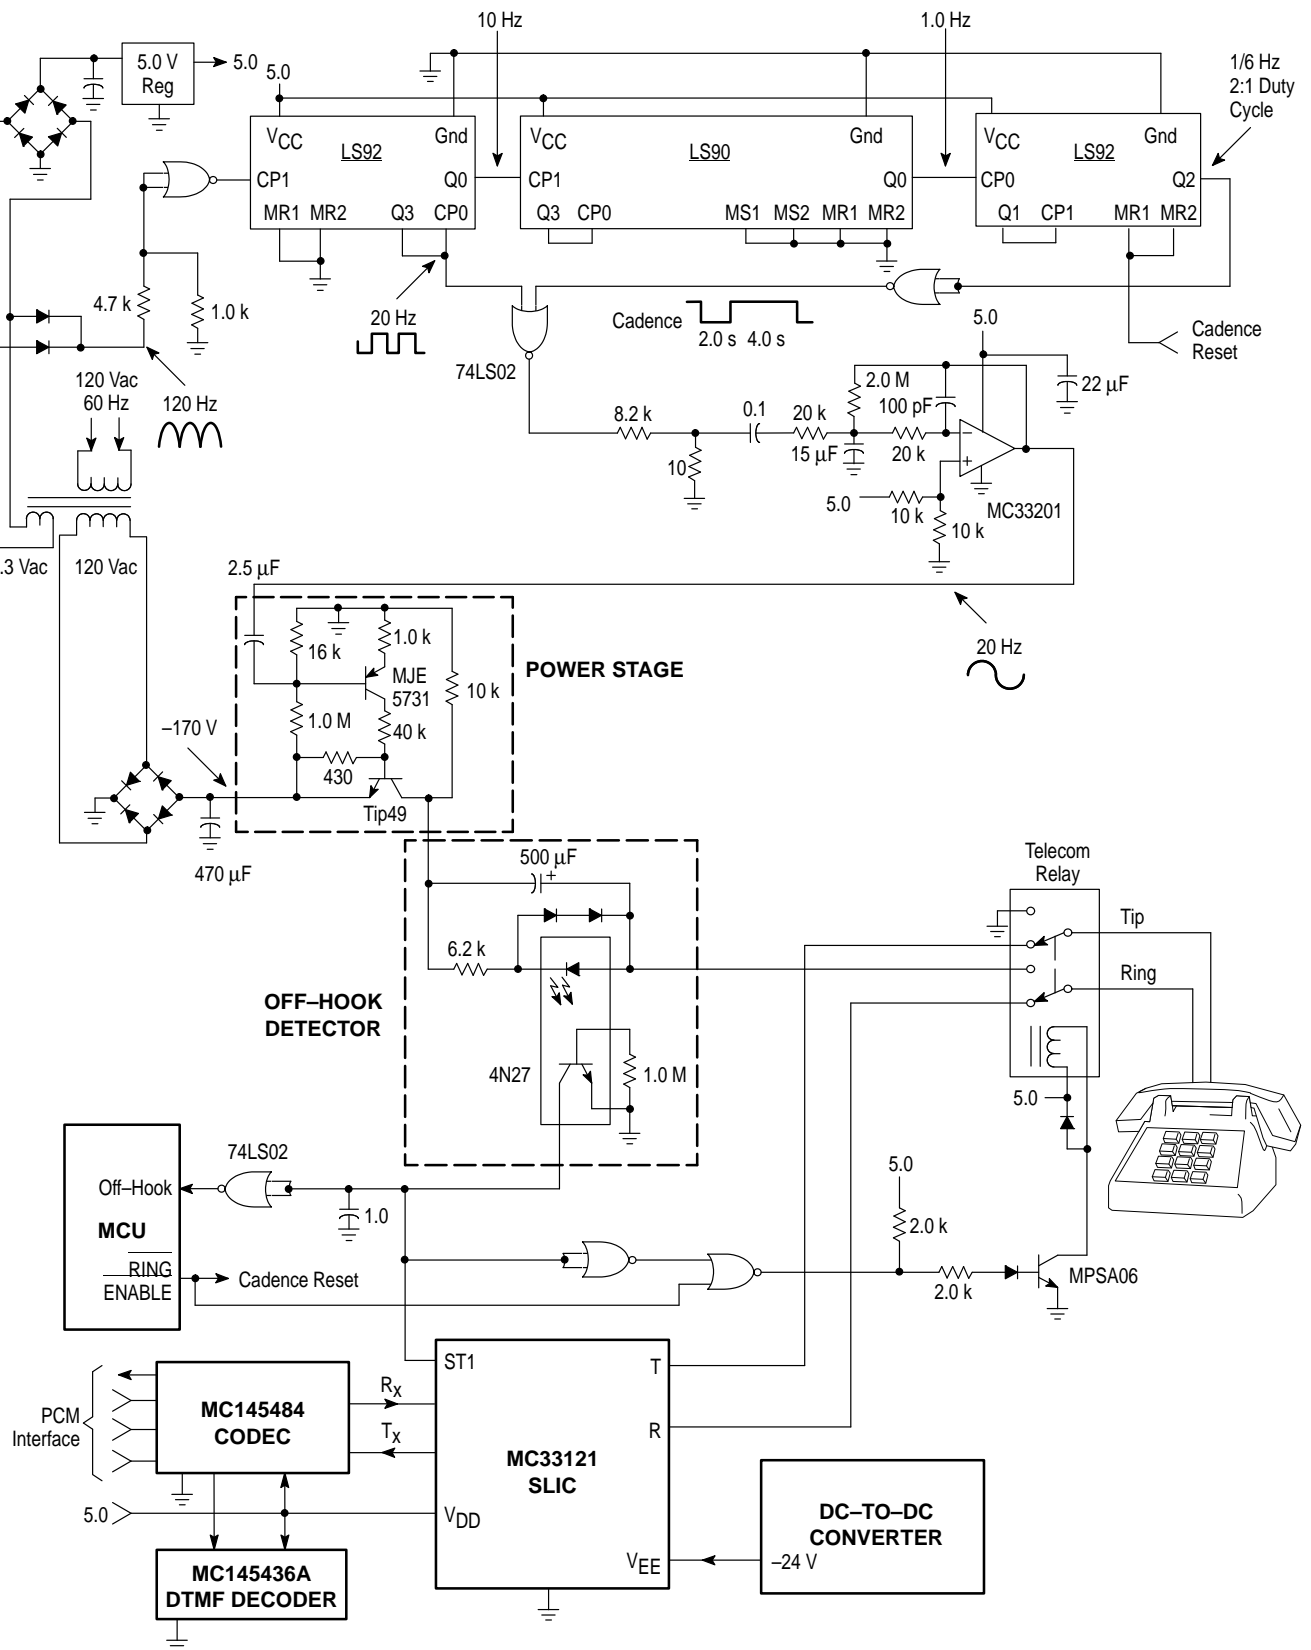 10 Hz
1.0 Hz
1/6 Hz
2:1 Duty
Cycle
5.0 V
Reg
5.0
5.0
VCC
LS92
Gnd
CP1
Q0
MR1 MR2
Q3 CP0
VCC
LS90
Gnd
CP1
Q0
Q3 CP0
MS1 MS2 MR1 MR2
VCC
LS92
Gnd
CP0
Q2
Q1 CP1
MR1 MR2
4.7 k
1.0 k
20 Hz
Cadence
2.0 s 4.0 s
5.0
Cadence
Reset
74LS02
120 Vac
60 Hz
120 Hz
22 µF
2.0 M
100 pF
8.2 k
0.1
20 k
10
15 µF
20 k
–
+
5.0
10 k
10 k
MC33201
.3 Vac
120 Vac
2.5 µF
20 Hz
16 k
1.0 k
MJE
5731
10 k
POWER STAGE
1.0 M
40 k
–170 V
430
Tip49
470 µF
500 µF
+
Telecom
Relay
Tip
6.2 k
Ring
OFF–HOOK
DETECTOR
4N27
1.0 M
5.0
74LS02
Off–Hook
MCU
1.0
5.0
2.0 k
RING
ENABLE
Cadence Reset
2.0 k
MPSA06
ST1
T
PCM
Interface
MC145484
CODEC
RX
TX
R
MC33121
SLIC
5.0
VDD
DC–TO–DC
CONVERTER
VEE
–24 V
MC145436A
DTMF DECODER